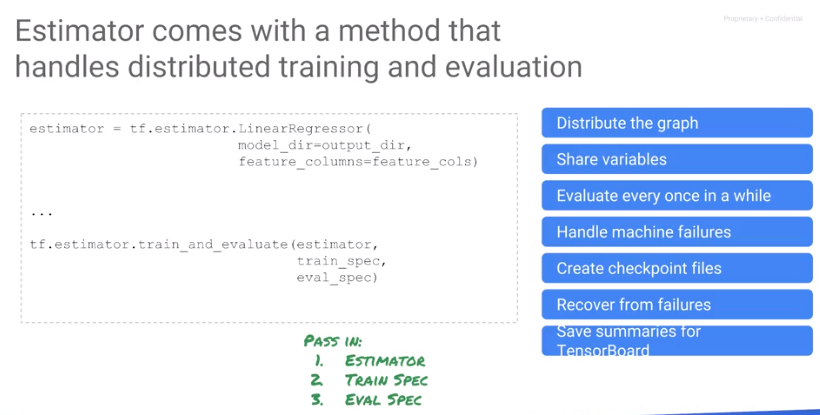 Proprietary + Confidential
Estimator comes with a method that
handles distributed training and evaluation
estimator = tf.estimator.LinearRegressor(
model_dir=output_dir,
feature_columns=feature_cols)
...
tf.estimator.train_and_evaluate(estimator,
train_spec,
eval_spec)
Distribute the graph
Share variables
Evaluate every once in a while
Handle machine failures
Create checkpoint files
Recover from failures
Save summaries for
TensorBoard
PASS IN:
1. ESTIMATOR
2. TRAIN SPEC
3. EVAL SPEC